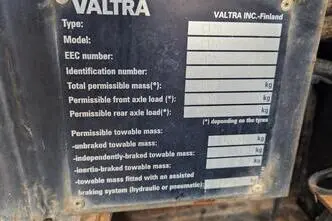 VALTRA
VALTRA INC.-Finland
Type:
Model:
EEC number:
Identification number:
Total permissible mass(*): kg
Permissible front axle load (*): kg
Permissible rear axle load(*): kg
(*) depending on the tyres
Permissible towable mass:
-unbraked towable mass: kg
-independently-braked towable mass: kg
-inertia-braked towable mass: kg
-towable mass fitted with an assisted
braking system (hydraulic or pneumatic): kg